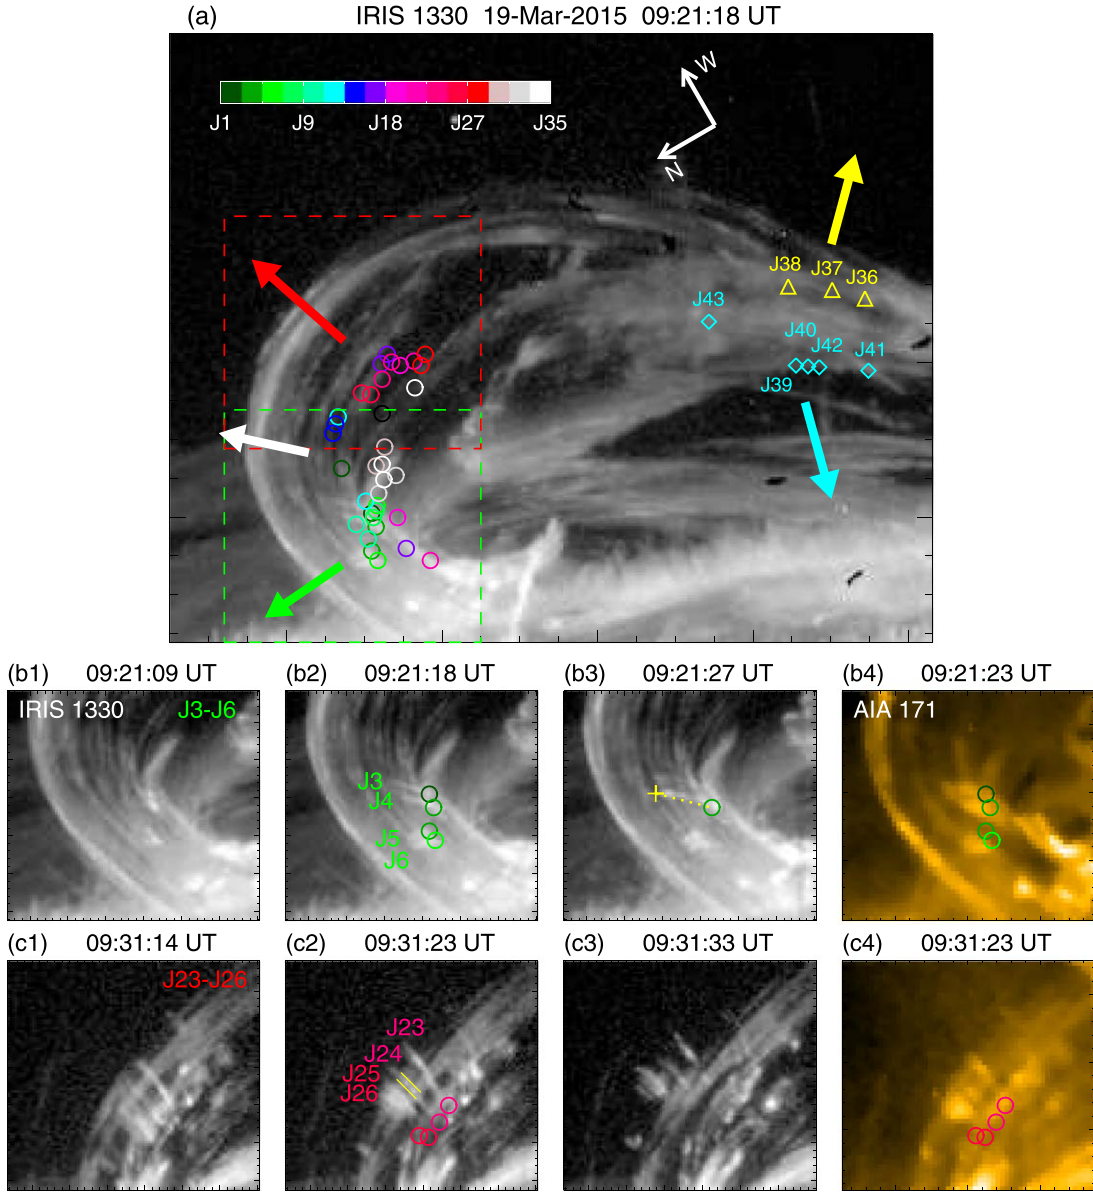 (a) IRIS 1330 19-Mar-2015 09:21:18 UT
W
N
J1 J9 J18 J27 J35
J38 J37 J36
J43
J40
J42 J41
J39
(b1) 09:21:09 UT (b2) 09:21:18 UT (b3) 09:21:27 UT (b4) 09:21:23 UT
IRIS 1330 J3-J6 AIA 171
J3
J4
J5
J6
(c1) 09:31:14 UT (c2) 09:31:23 UT (c3) 09:31:33 UT (c4) 09:31:23 UT
J23-J26
J23
J24
J25
J26